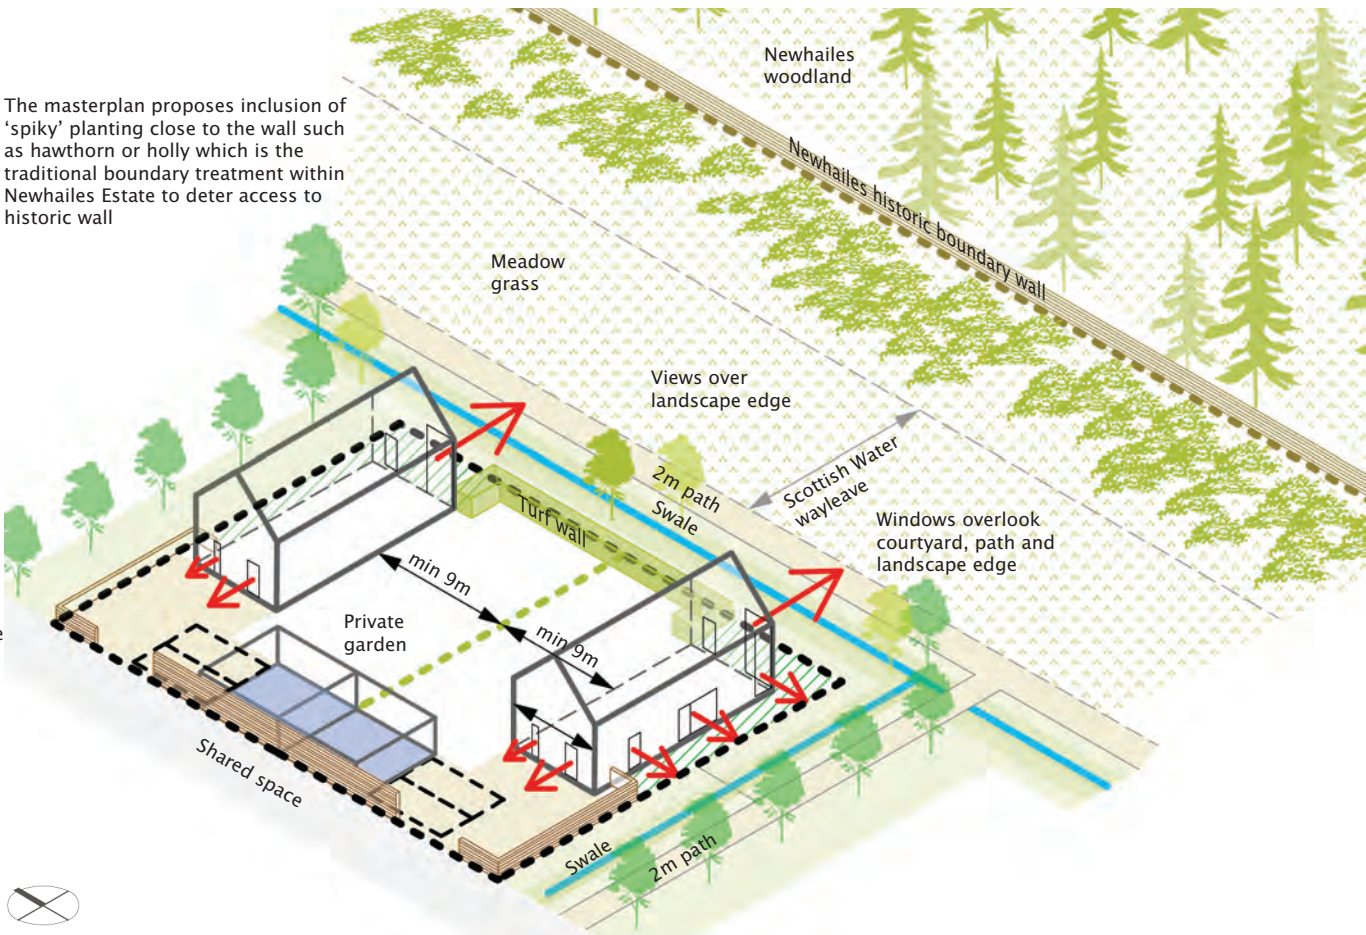 Newhailes
woodland
The masterplan proposes inclusion of
‘spiky’ planting close to the wall such
as hawthorn or holly which is the
traditional boundary treatment within
Newhailes Estate to deter access to
historic wall
Newhailes historic boundary wall
Meadow
grass
Views over
landscape edge
2m path
Swale
Scottish Water
wayleave
Turf wall
Windows overlook
courtyard, path and
landscape edge
min 9m
Private
garden
min 9m
e
Shared space
Swale
2m path